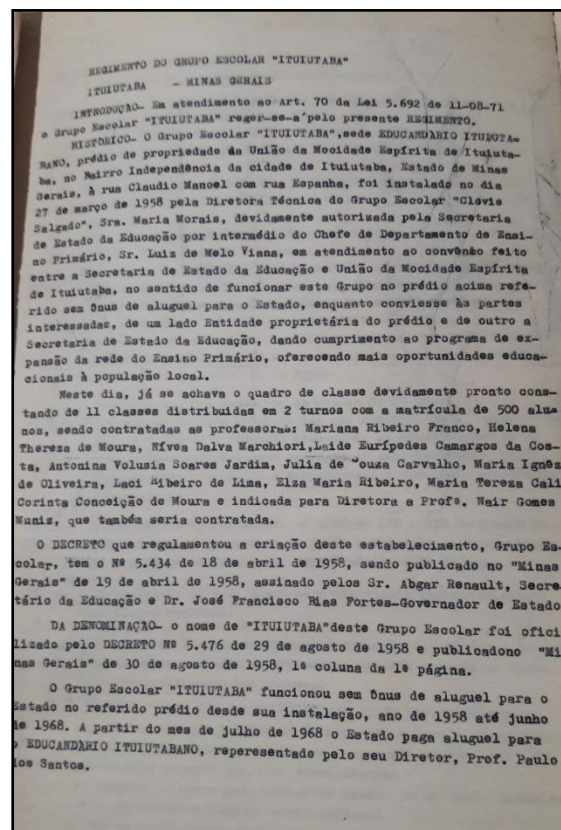 REGIMENTO DO GRUPO ESCOLAR "ITUIUTABA"
ITUIUTABA - MINAS GERAIS
INTRODUÇÃO- Em atendimento ao Art. 70 da Lei 5.692 de 11-08-71
o Grupo Escolar "ITUIUTABA" reger-se-a pelo presente REGIMENTO.
HISTÓRICO- O Grupo Escolar "ITUIUTABA", sede EDUCANDÁRIO ITUIUTA-
BANO, prédio de propriedade da União da Mocidade Espírita de Ituiuta-
ba, no Bairro Independência da cidade de Ituiutaba, Estado de Minas
Gerais, à rua Claudio Manoel com rua Espanha, foi instalado no dia
27 de março de 1958 pela Diretora Técnica do Grupo Escolar "Clovis
Salgado", Sra. Maria Morais, devidamente autorizada pela Secretaria
de Estado da Educação por intermédio do Chefe de Departamento de Ensi-
no Primário, Sr. Luiz de Melo Viana, em atendimento ao convênho feito
entre a Secretaria de Estado da Educação e União da Mocidade Espírita
de Ituiutaba, no sentido de funcionar este Grupo no prédio acima refe-
rido sem ônus de aluguel para o Estado, enquanto conviesse às partes
interessadas, de um lado Entidade proprietária do prédio e de outro a
Secretaria de Estado da Educação, dando cumprimento ao programa de ex-
pansão da rede do Ensino Primário, oferecendo mais oportunidades educa-
cionais à população local.
Neste dia, já se achava o quadro de classe devidamente pronto cons-
tando de 11 classes distribuidas em 2 turnos com a matrícula de 500 alu-
nos, sendo contratadas as professoras: Mariana Ribeiro Franco, Helena
Thereza de Moura, Nívea Dalva Marchiori, Laide Eurípedes Camargos da Cos-
ta, Antonina Volusia Soares Jardim, Julia de Souza Carvalho, Maria Ignêz
de Oliveira, Laci Ribeiro de Lima, Elza Maria Ribeiro, Maria Tereza Cali
Corinta Conceição de Moura e indicada para Diretora a Profª. Nair Gomes
Muniz, que também seria contratada.
O DECRETO que regulamentou a criação deste estabelecimento, Grupo Es-
colar, tem o Nº 5.434 de 18 de abril de 1958, sendo publicado no "Minas
Gerais" de 19 de abril de 1958, assinado pelos Sr. Abgar Renault, Secre-
tário da Educação e Dr. José Francisco Bias Fortes-Governador de Estado
DA DENOMINAÇÃO- o nome de "ITUIUTABA"deste Grupo Escolar foi ofici
lizado pelo DECRETO Nº 5.476 de 29 de agosto de 1958 e publicadono "Mi
nas Gerais" de 30 de agosto de 1958, 1ª coluna da 1ª página.
O Grupo Escolar "ITUIUTABA" funcionou sem ônus de aluguel para o
Estado no referido prédio desde sua instalação, ano de 1958 até junho
de 1968. A partir do mes de julho de 1968 o Estado paga aluguel para
o EDUCANDÁRIO ITUIUTABANO, reperesentado pelo seu Diretor, Prof. Paulo
dos Santos.